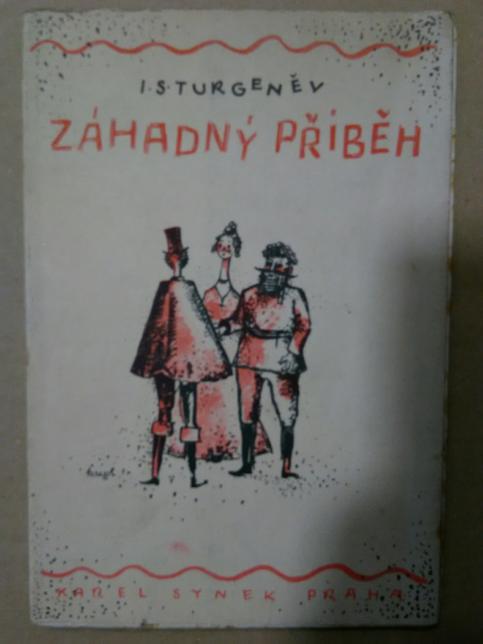 I.S.TURGENĚV
ZÁHADNÝ PŘÍBĚH
KAREL SYNEK PRAHA